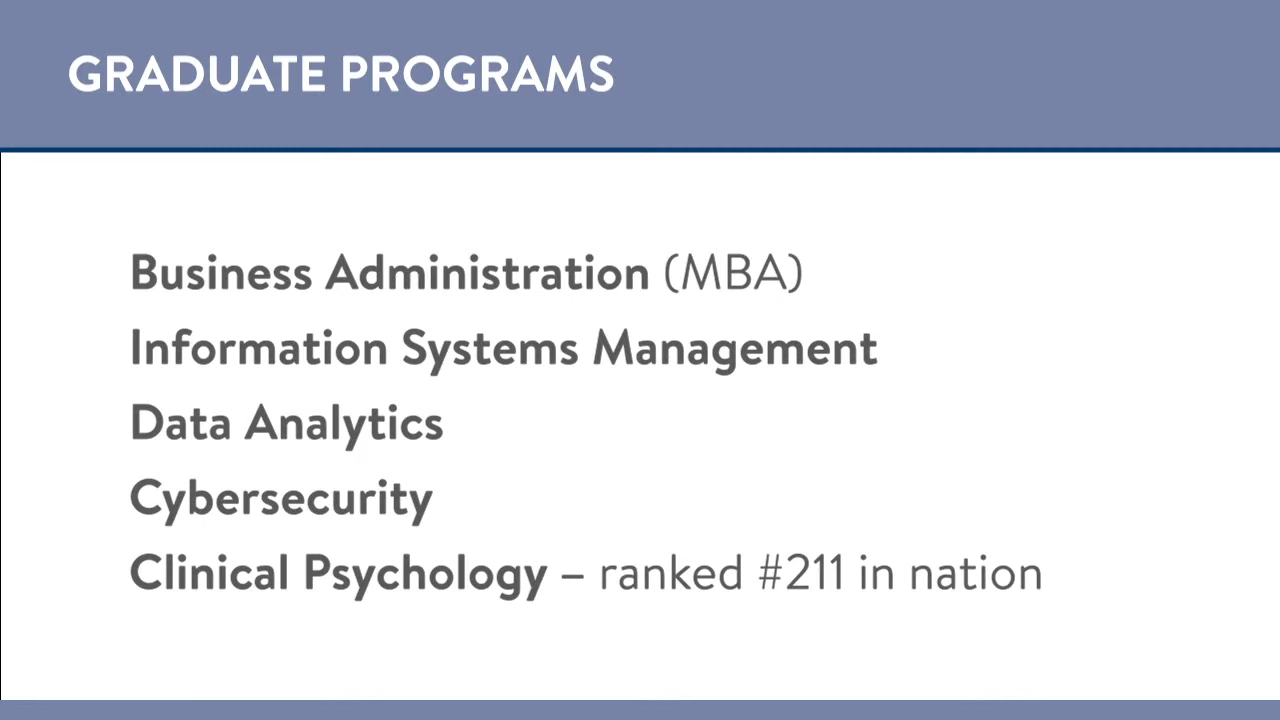 GRADUATE PROGRAMS
Business Administration (MBA)
Information Systems Management
Data Analytics
Cybersecurity
Clinical Psychology – ranked #211 in nation